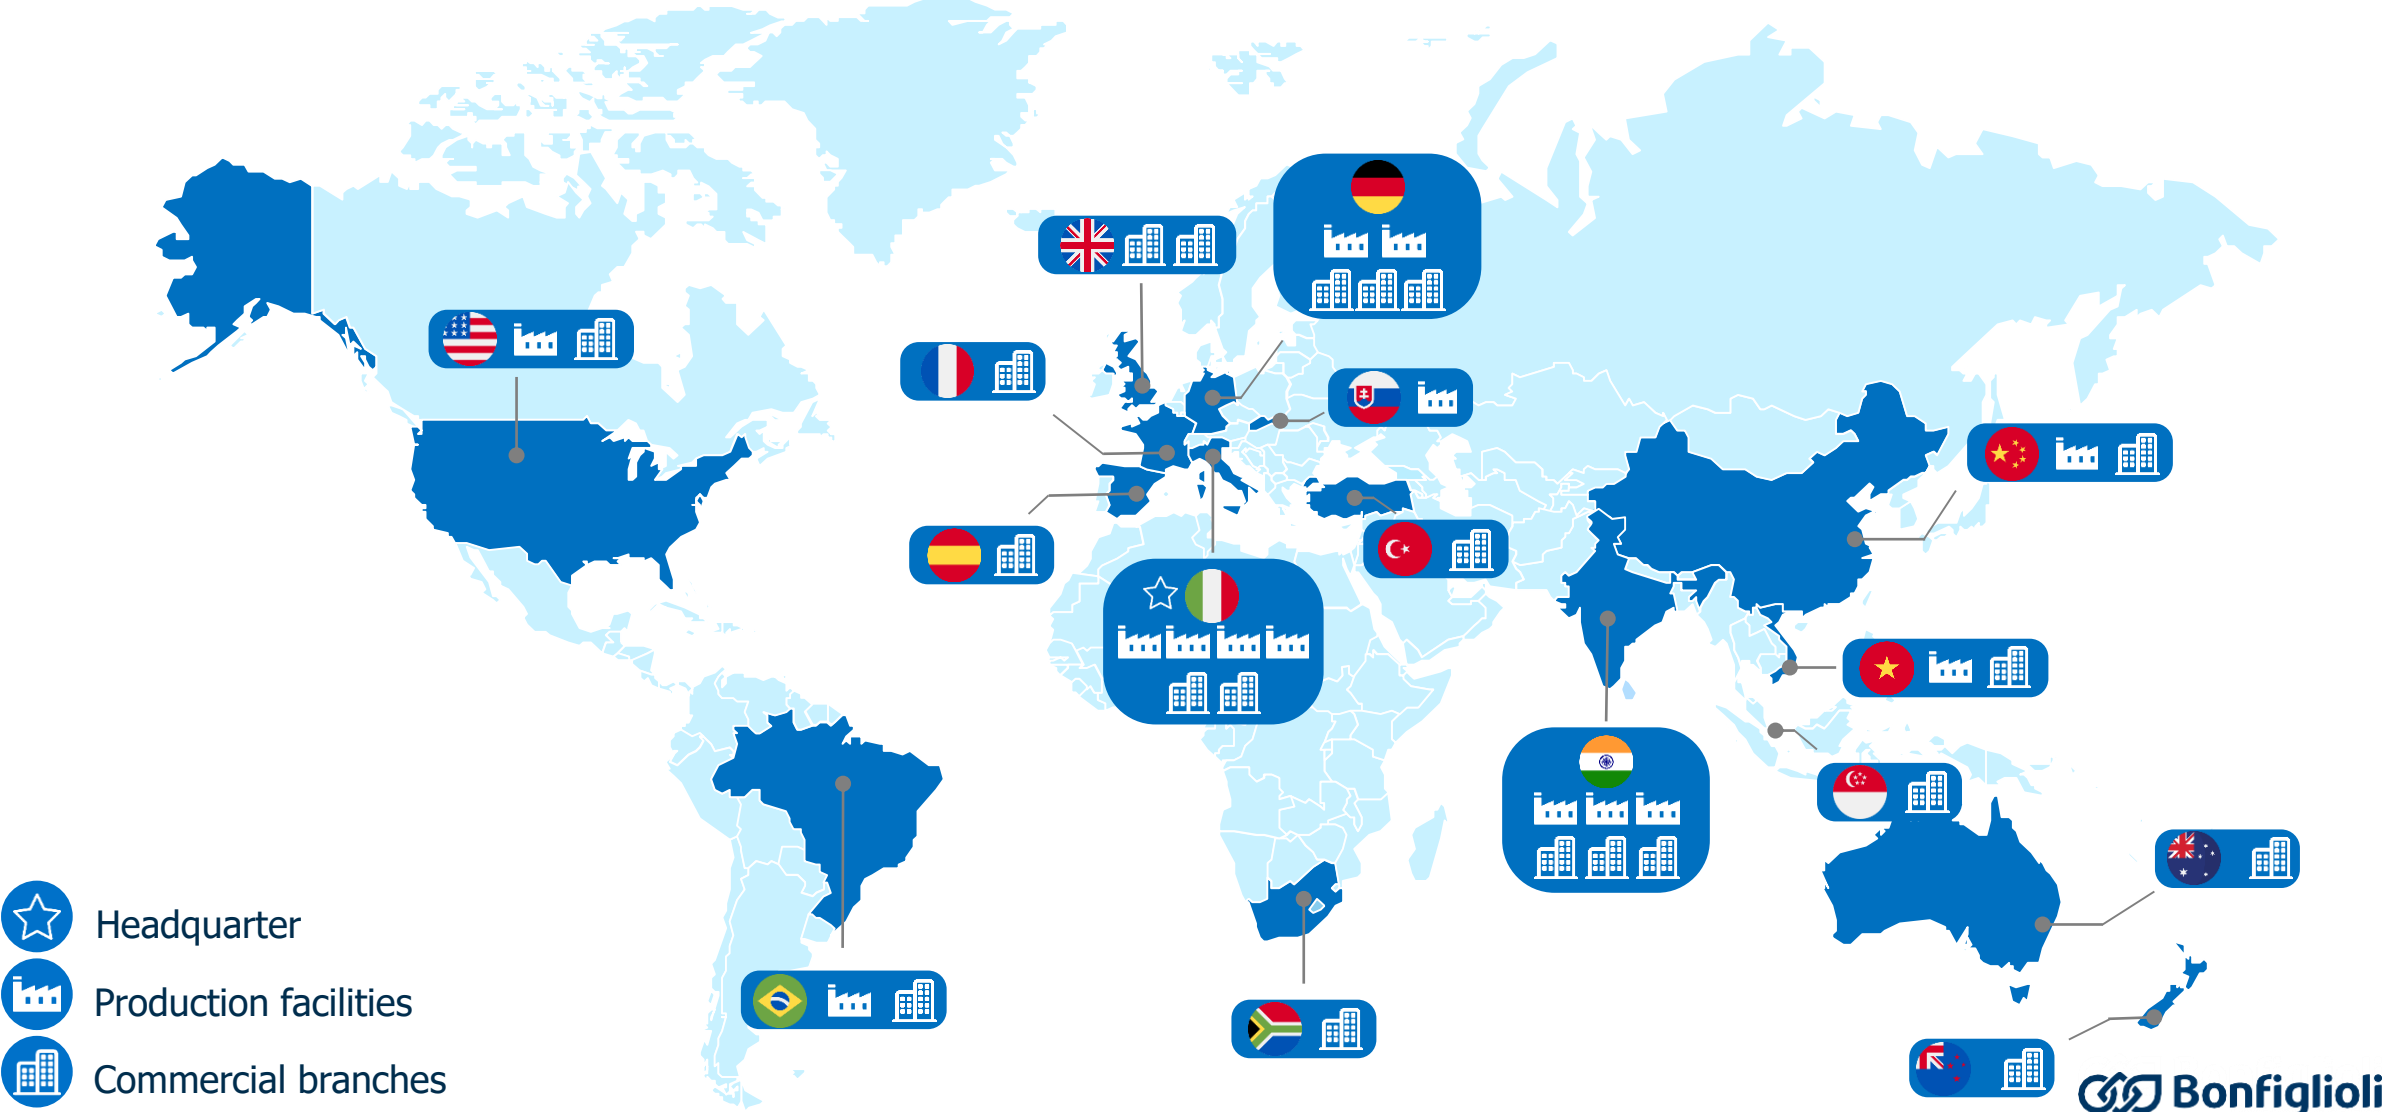 Headquarter
Production facilities
Commercial branches
Bonfiglioli